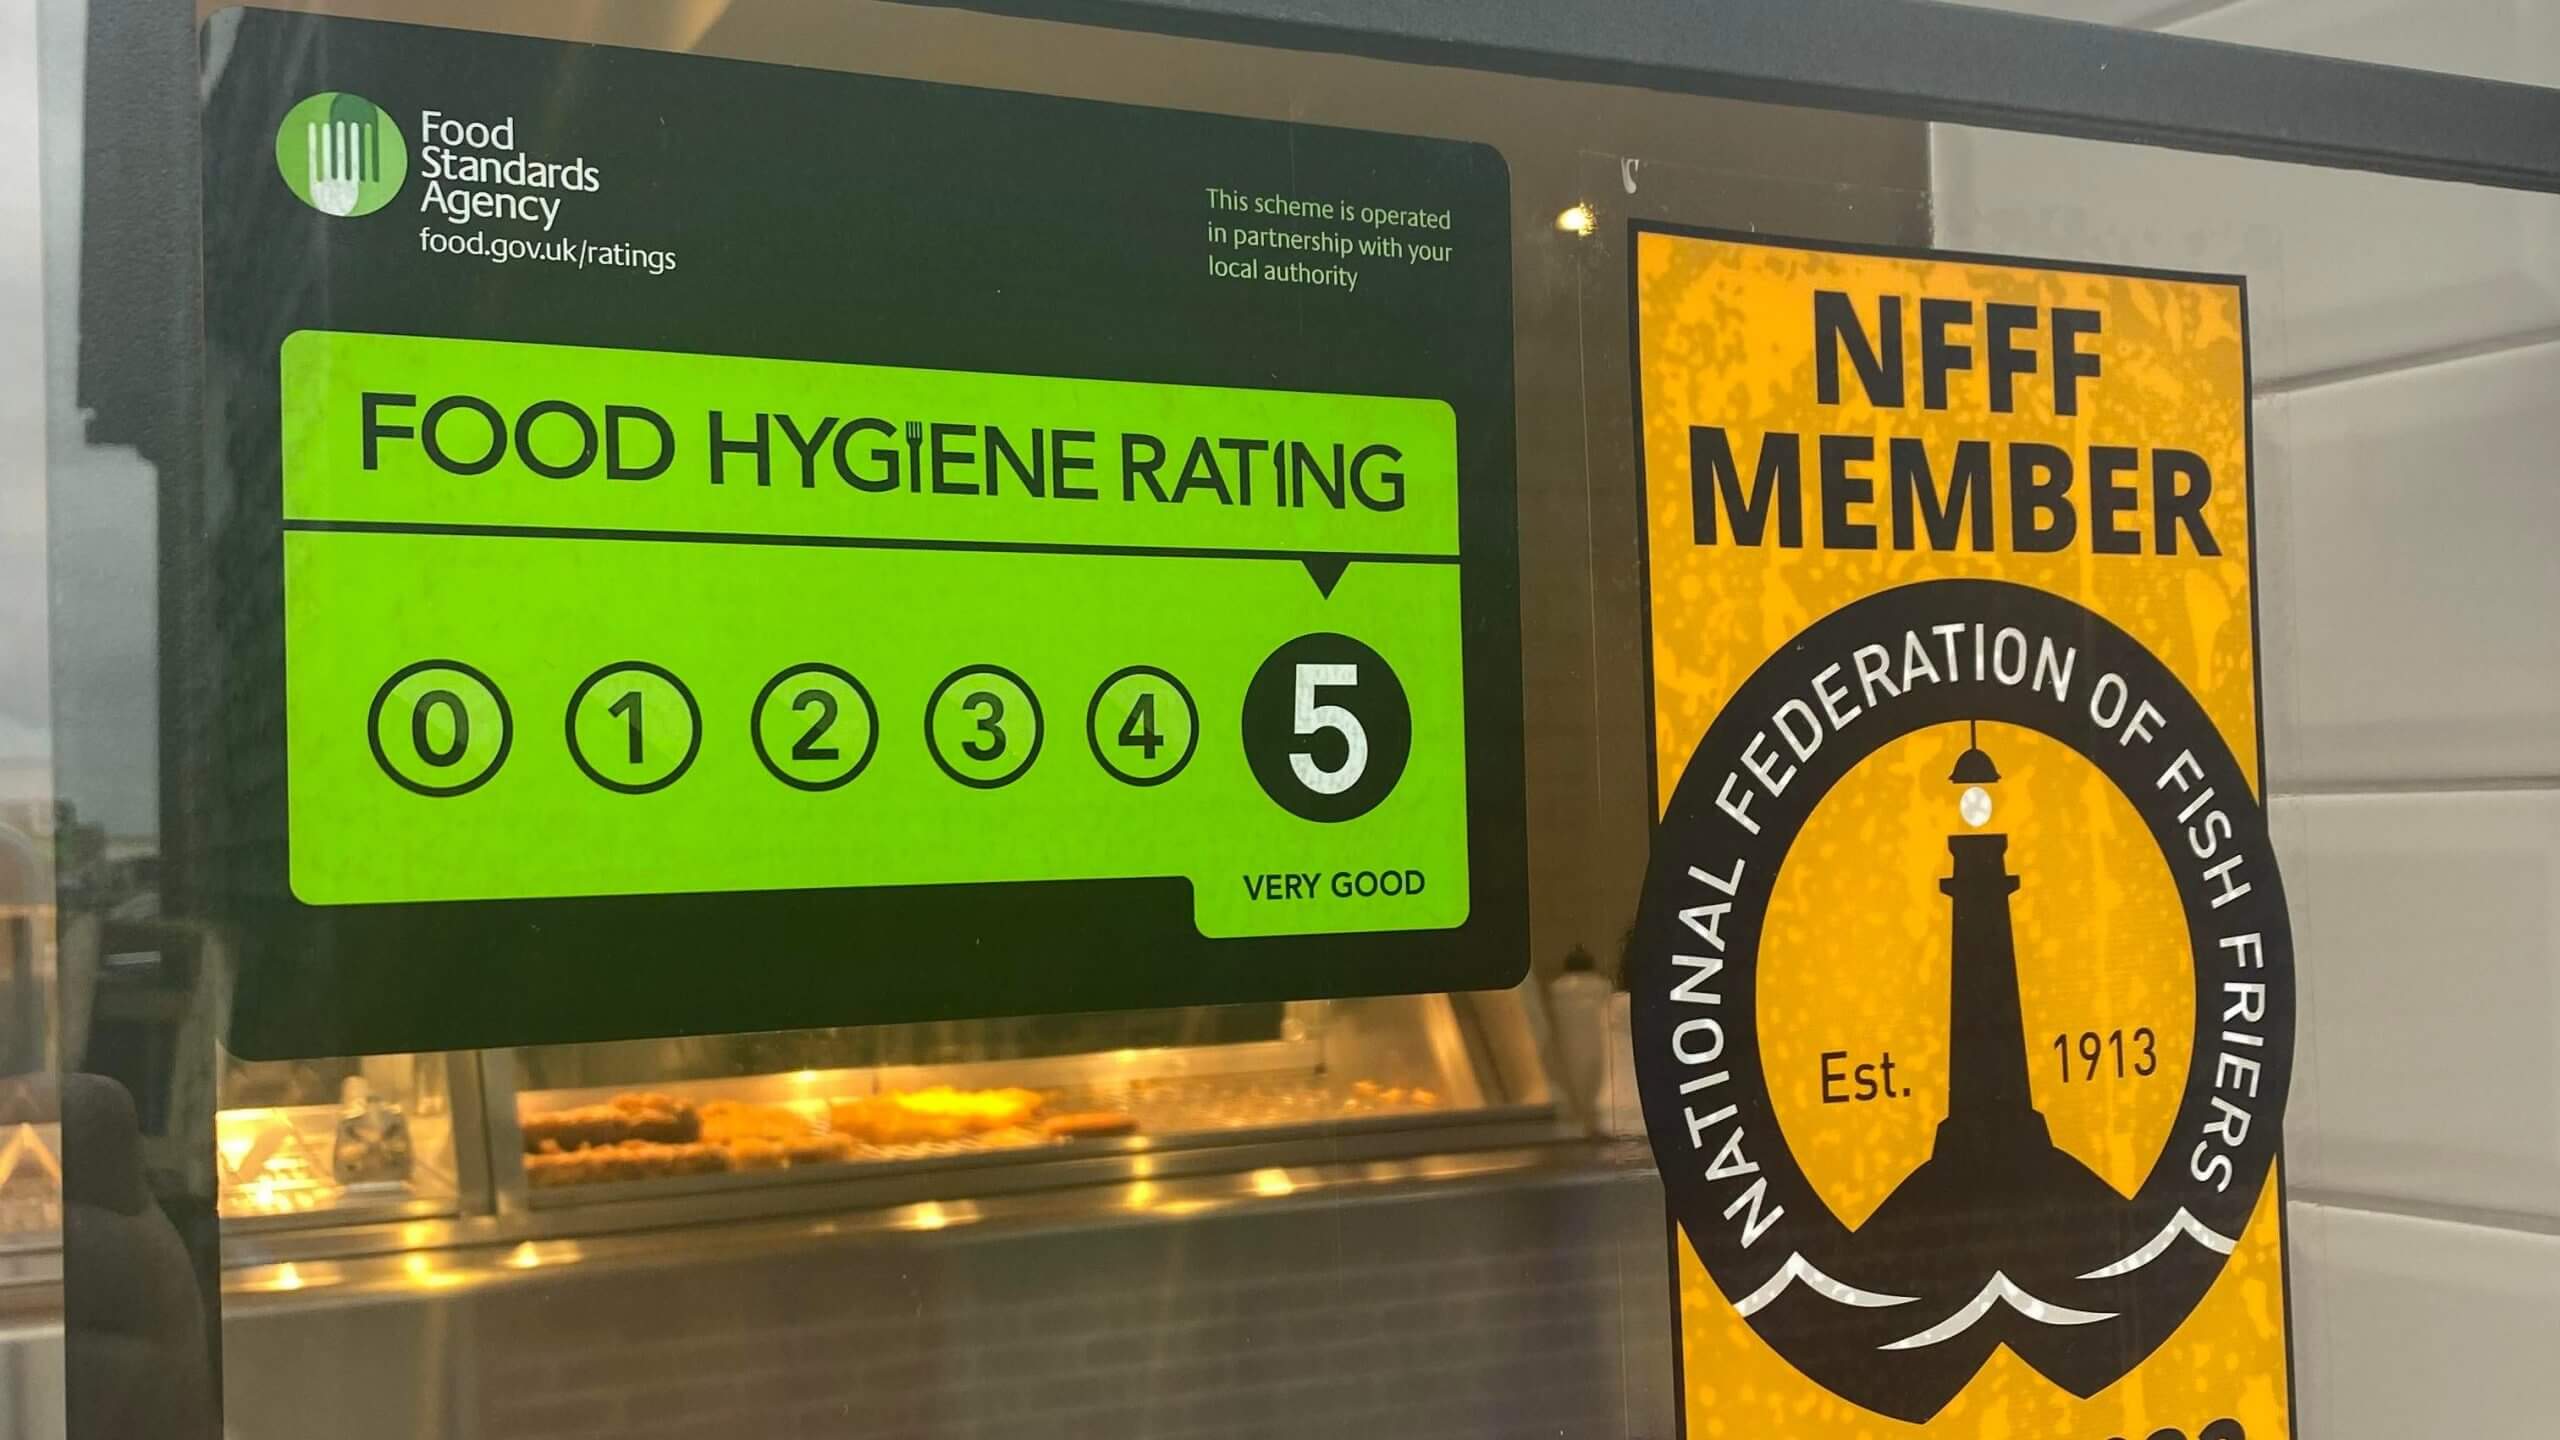 Food
Standards
Agency
food.gov.uk/ratings
This scheme is operated
in partnership with your
local authority
FOOD HYGIENE RATING
0 1 2 3 4 5
VERY GOOD
NFFF
MEMBER
NATIONAL FEDERATION OF FISH FRIERS
Est. 1913